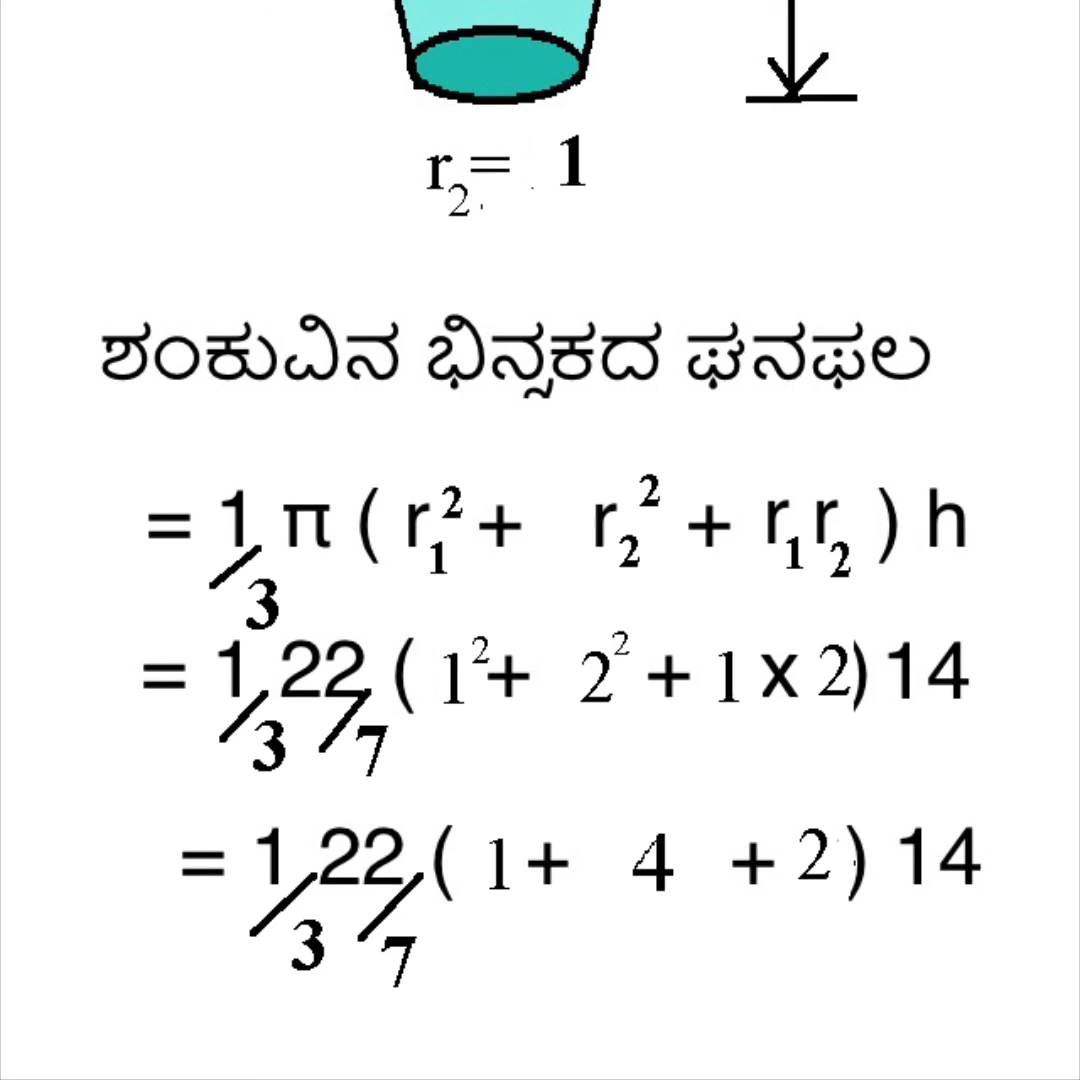 r₂ = 1
ಶಂಕುವಿನ ಭಿನ್ನಕದ ಘನಫಲ
= 1/3 π ( r₁² + r₂² + r₁r₂ ) h
= 1/3 22/7 ( 1² + 2² + 1 x 2) 14
= 1/3 22/7 ( 1 + 4 + 2 ) 14